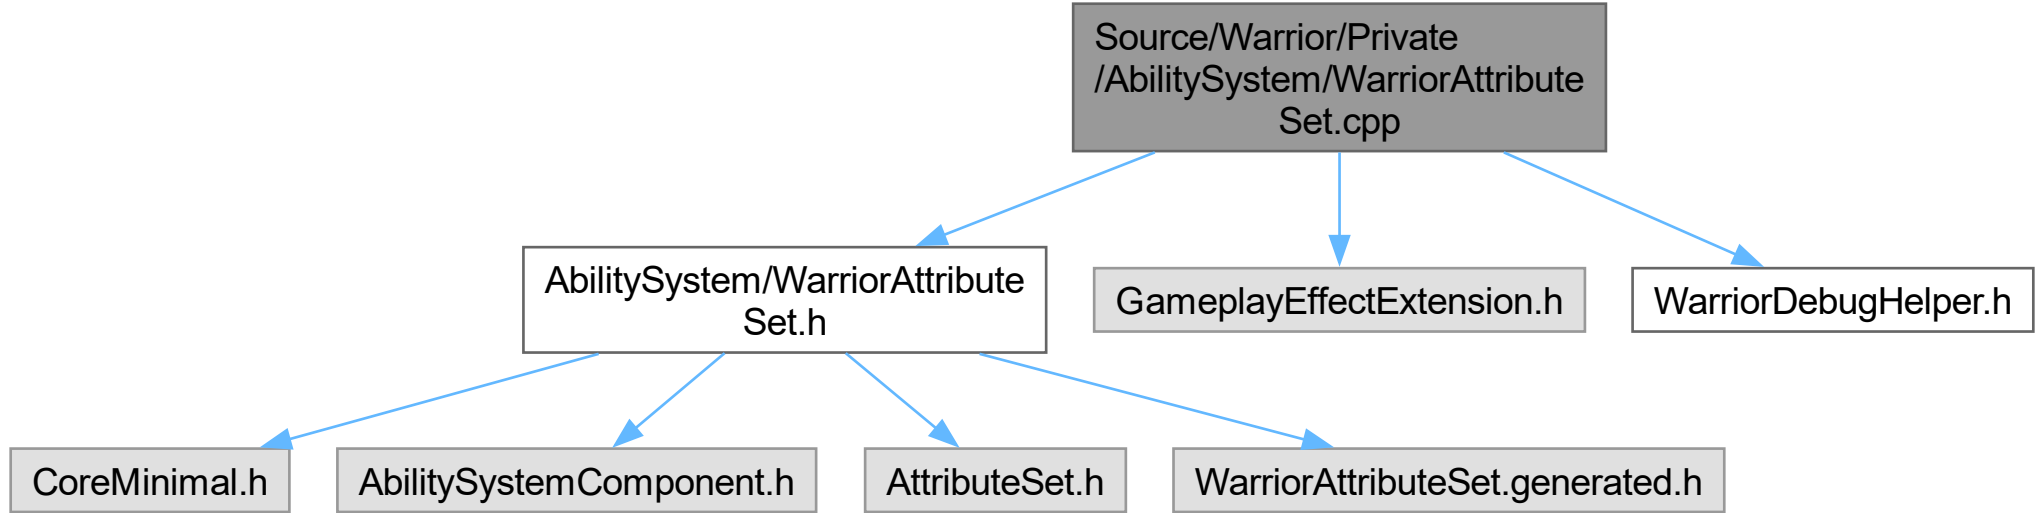 Source/Warrior/Private
/AbilitySystem/WarriorAttribute
Set.cpp
AbilitySystem/WarriorAttribute
Set.h
GameplayEffectExtension.h
WarriorDebugHelper.h
CoreMinimal.h
AbilitySystemComponent.h
AttributeSet.h
WarriorAttributeSet.generated.h